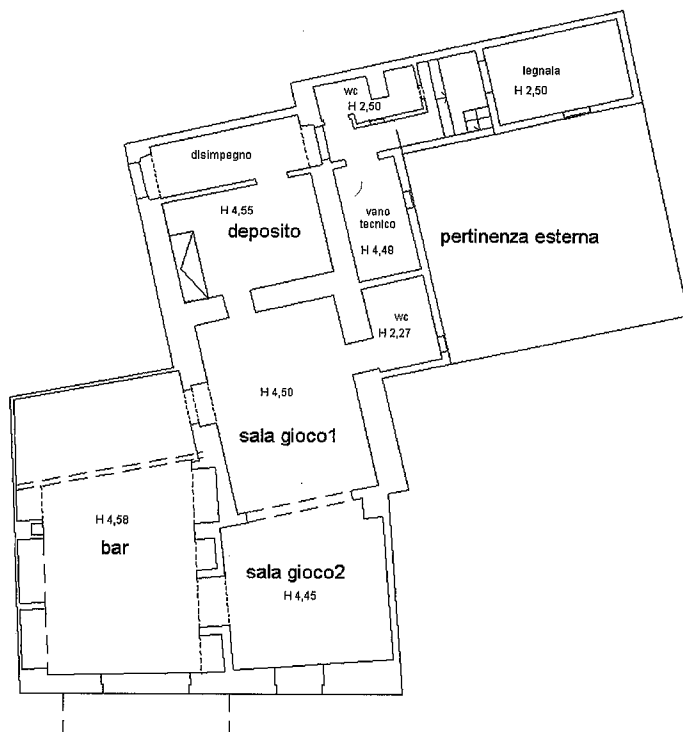 legnaia
H 2,50
wc
H 2,50
disimpegno
H 4,55
deposito
vano
tecnico
H 4,48
pertinenza esterna
wc
H 2,27
H 4,50
sala gioco1
H 4,58
bar
sala gioco2
H 4,45